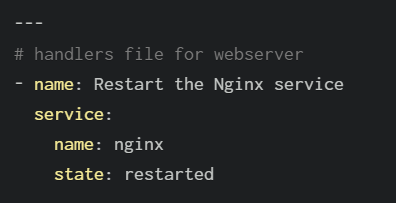 ---
# handlers file for webserver
- name: Restart the Nginx service
  service:
    name: nginx
    state: restarted